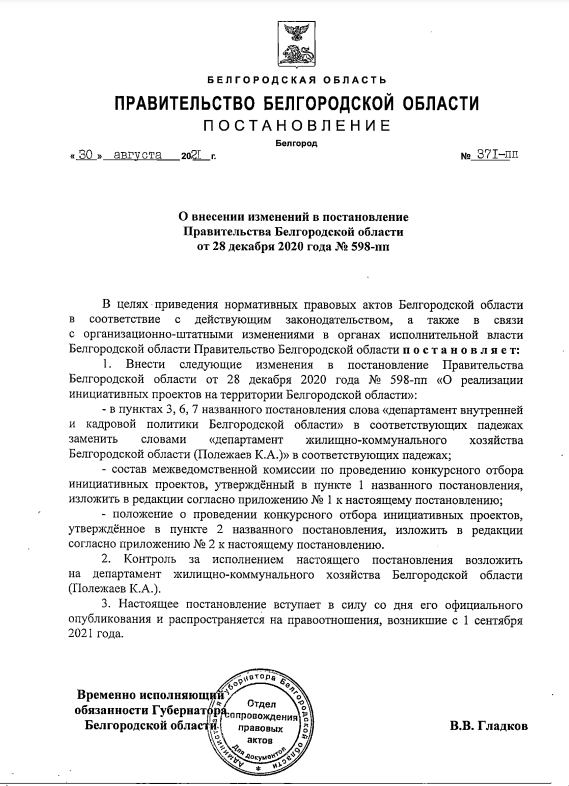 БЕЛГОРОДСКАЯ ОБЛАСТЬ
ПРАВИТЕЛЬСТВО БЕЛГОРОДСКОЙ ОБЛАСТИ
ПОСТАНОВЛЕНИЕ
Белгород
« 30 » августа 2021 г. № 371-пп
О внесении изменений в постановление
Правительства Белгородской области
от 28 декабря 2020 года № 598-пп
В целях приведения нормативных правовых актов Белгородской области
в соответствие с действующим законодательством, а также в связи
с организационно-штатными изменениями в органах исполнительной власти
Белгородской области Правительство Белгородской области п о с т а н о в л я е т:
1. Внести следующие изменения в постановление Правительства
Белгородской области от 28 декабря 2020 года № 598-пп «О реализации
инициативных проектов на территории Белгородской области»:
- в пунктах 3, 6, 7 названного постановления слова «департамент внутренней
и кадровой политики Белгородской области» в соответствующих падежах
заменить словами «департамент жилищно-коммунального хозяйства
Белгородской области (Полежаев К.А.)» в соответствующих падежах;
- состав межведомственной комиссии по проведению конкурсного отбора
инициативных проектов, утверждённый в пункте 1 названного постановления,
изложить в редакции согласно приложению № 1 к настоящему постановлению;
- положение о проведении конкурсного отбора инициативных проектов,
утверждённое в пункте 2 названного постановления, изложить в редакции
согласно приложению № 2 к настоящему постановлению.
2. Контроль за исполнением настоящего постановления возложить
на департамент жилищно-коммунального хозяйства Белгородской области
(Полежаев К.А.).
3. Настоящее постановление вступает в силу со дня его официального
опубликования и распространяется на правоотношения, возникшие с 1 сентября
2021 года.
Временно исполняющий
обязанности Губернатора
Белгородской области В.В. Гладков
Администрация Губернатора Белгородской области
Отдел
сопровождения
правовых
актов
Для документов